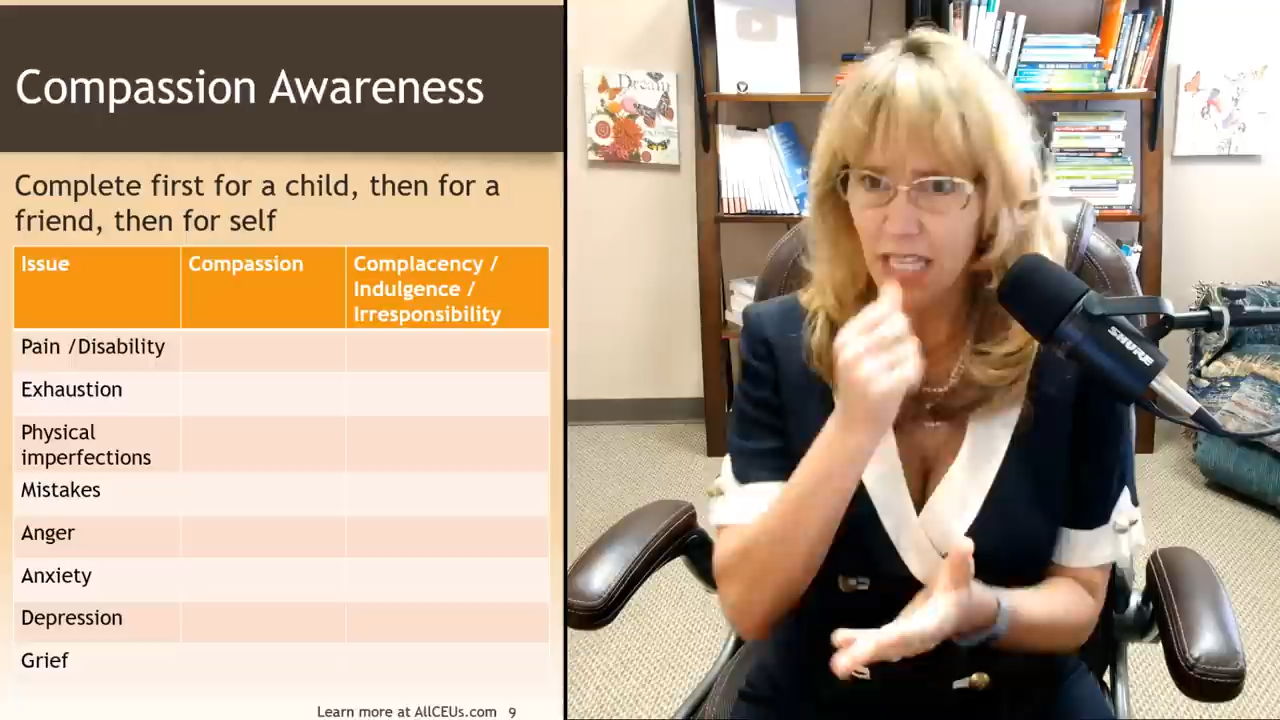 Compassion Awareness
Complete first for a child, then for a
friend, then for self
Issue
Compassion
Complacency /
Indulgence /
Irresponsibility
Pain /Disability
Exhaustion
Physical
imperfections
Mistakes
Anger
Anxiety
Depression
Grief
Learn more at AllCEUs.com 9
Dream
SHURE